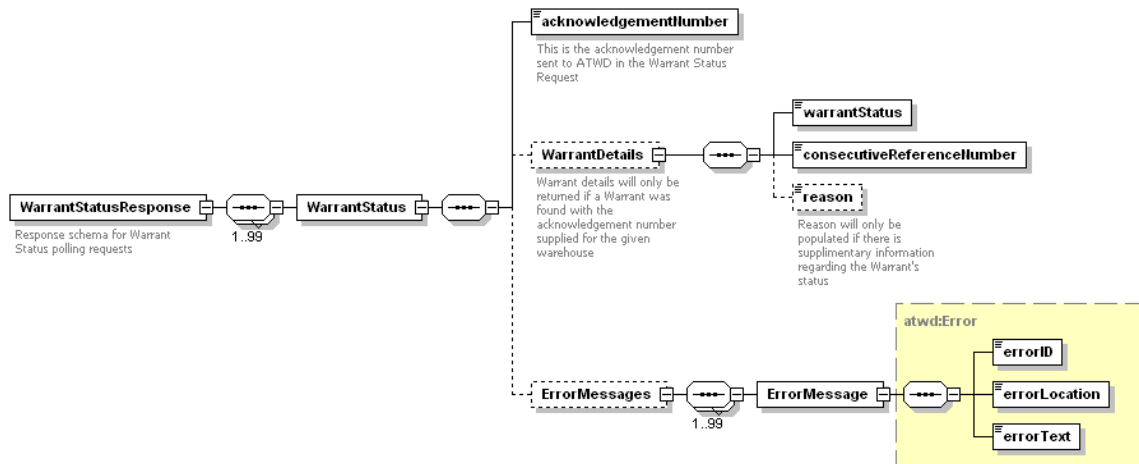 acknowledgementNumber
This is the acknowledgement number
sent to ATWD in the Warrant Status
Request
warrantStatus
WarrantDetails
consecutiveReferenceNumber
Warrant details will only be
returned if a Warrant was
found with the
acknowledgement number
supplied for the given
warehouse
reason
Reason will only be
populated if there is
supplimentary information
regarding the Warrant's
status
WarrantStatusResponse
1..99
WarrantStatus
Response schema for Warrant
Status polling requests
atwd:Error
errorID
ErrorMessages
1..99
ErrorMessage
errorLocation
errorText